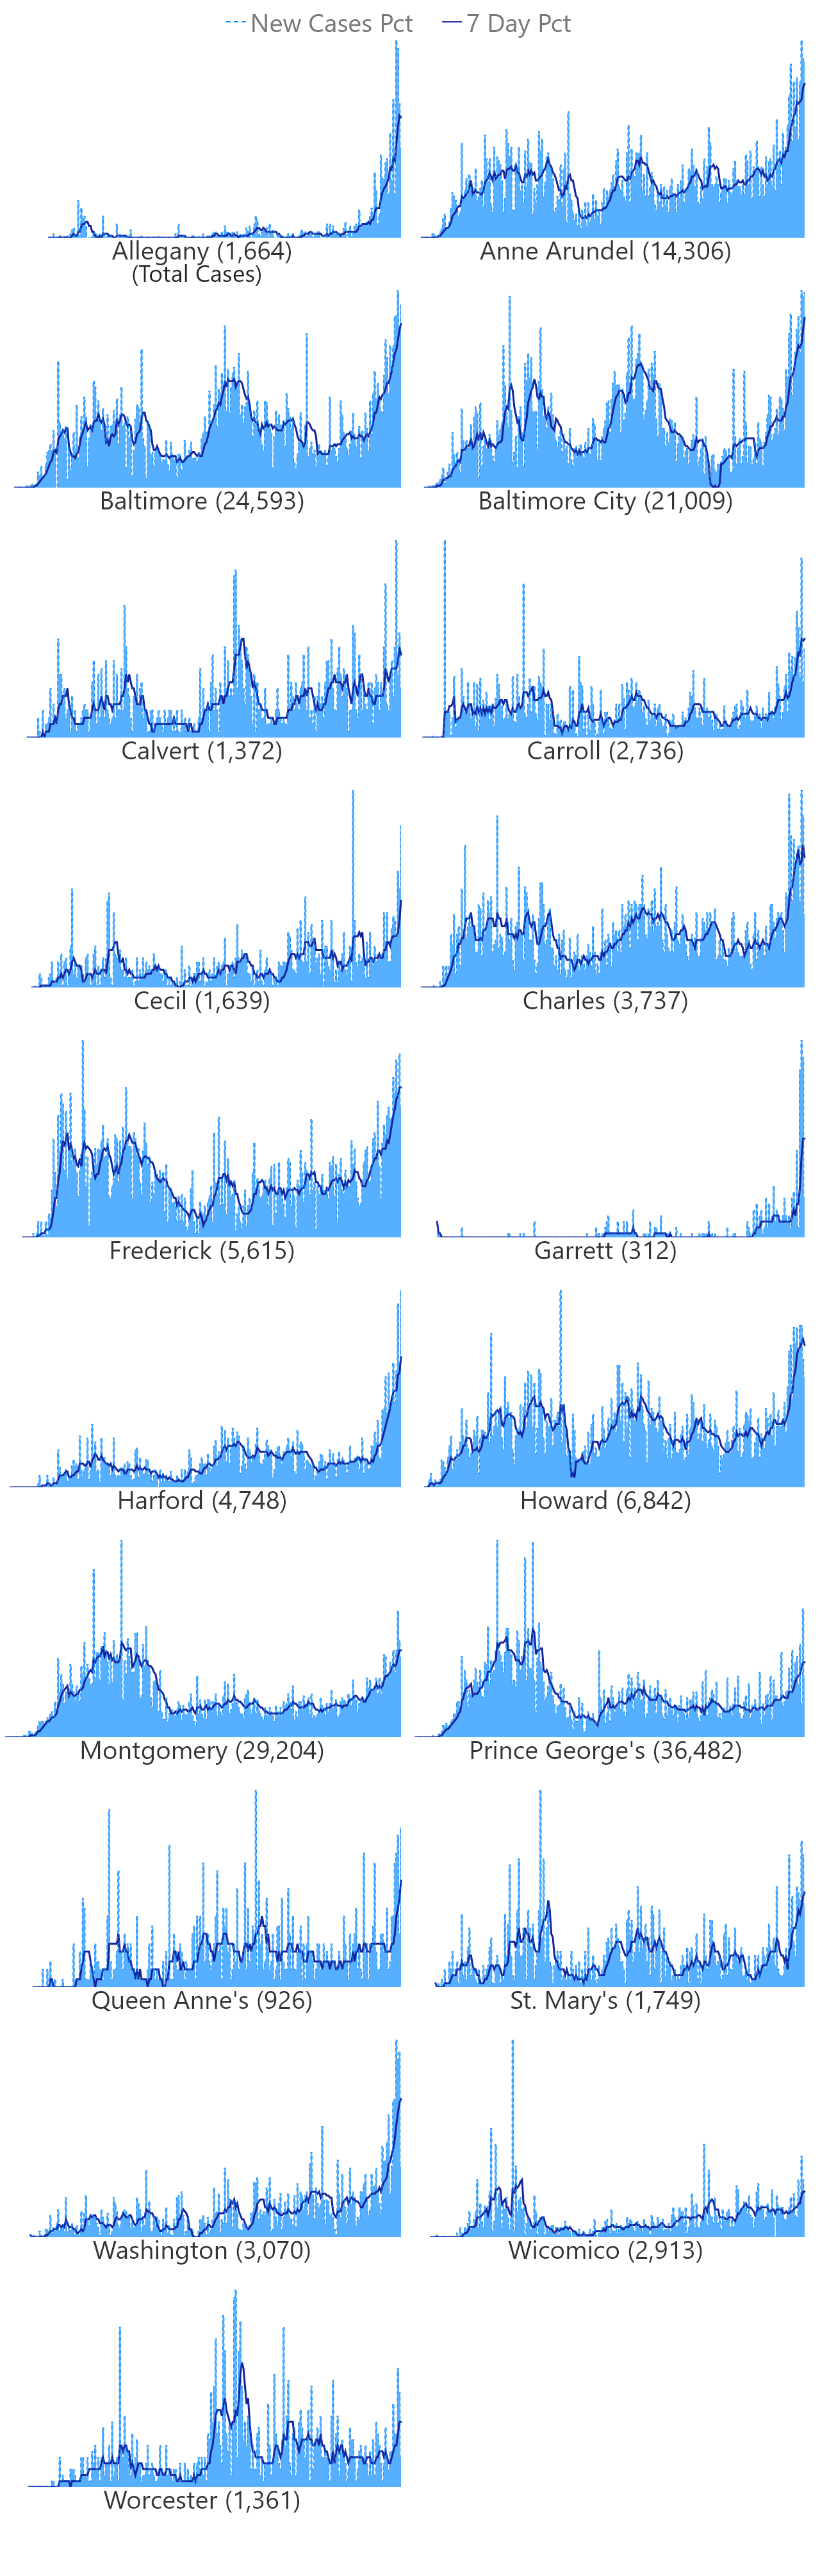 New Cases Pct 7 Day Pct
Allegany (1,664) Anne Arundel (14,306)
(Total Cases)
Baltimore (24,593) Baltimore City (21,009)
Calvert (1,372) Carroll (2,736)
Cecil (1,639) Charles (3,737)
Frederick (5,615) Garrett (312)
Harford (4,748) Howard (6,842)
Montgomery (29,204) Prince George's (36,482)
Queen Anne's (926) St. Mary's (1,749)
Washington (3,070) Wicomico (2,913)
Worcester (1,361)